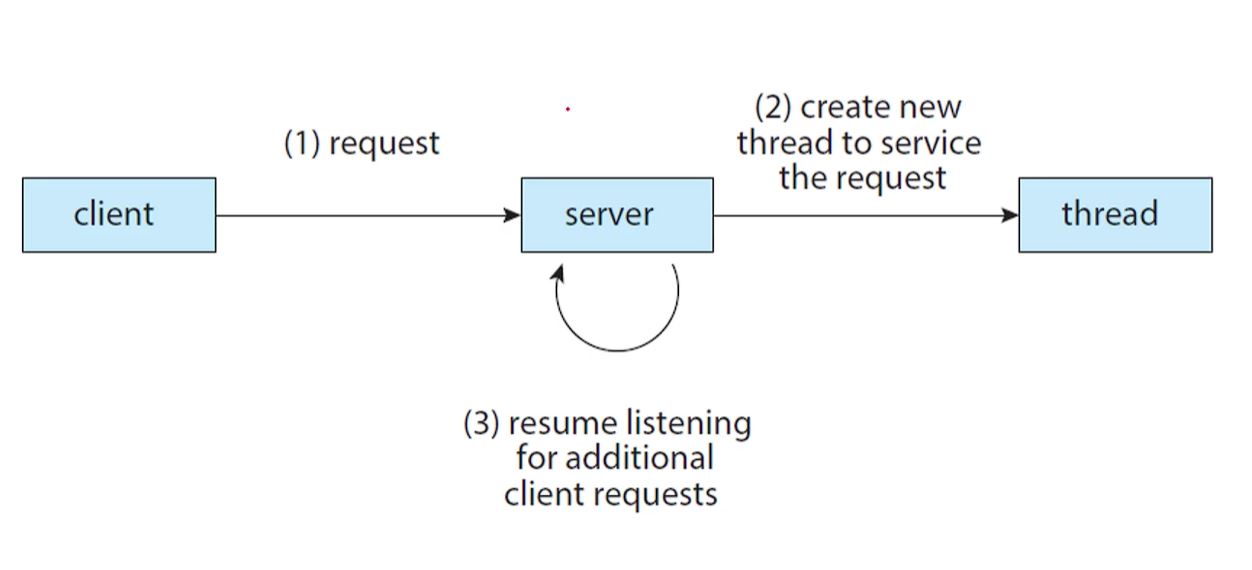 (1) request
(2) create new
thread to service
the request
client
server
thread
(3) resume listening
for additional
client requests